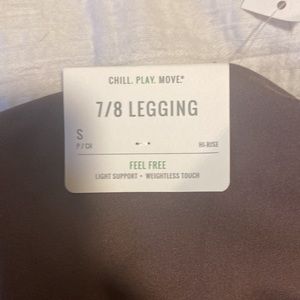 CHILL. PLAY. MOVE.®
7/8 LEGGING
S
P / CH
HI-RISE
FEEL FREE
LIGHT SUPPORT • WEIGHTLESS TOUCH